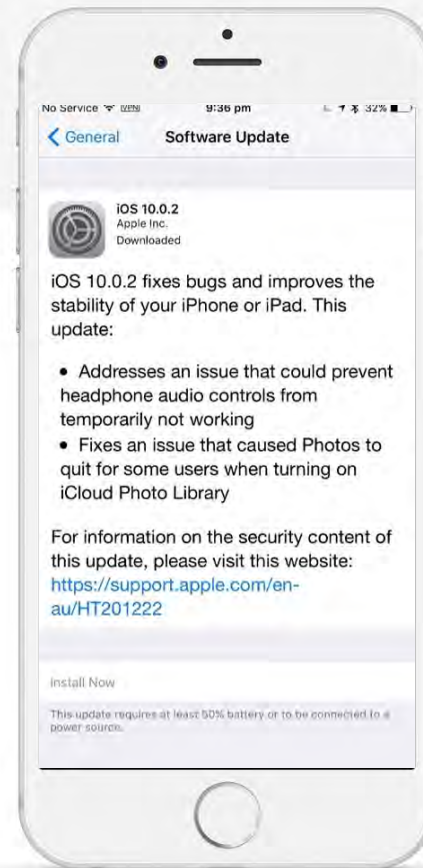 No Service VPN 9:36 pm 32%
General Software Update
iOS 10.0.2
Apple Inc.
Downloaded
iOS 10.0.2 fixes bugs and improves the
stability of your iPhone or iPad. This
update:
• Addresses an issue that could prevent
headphone audio controls from
temporarily not working
• Fixes an issue that caused Photos to
quit for some users when turning on
iCloud Photo Library
For information on the security content of
this update, please visit this website:
https://support.apple.com/en-
au/HT201222
Install Now
This update requires at least 50% battery or to be connected to a
power source.